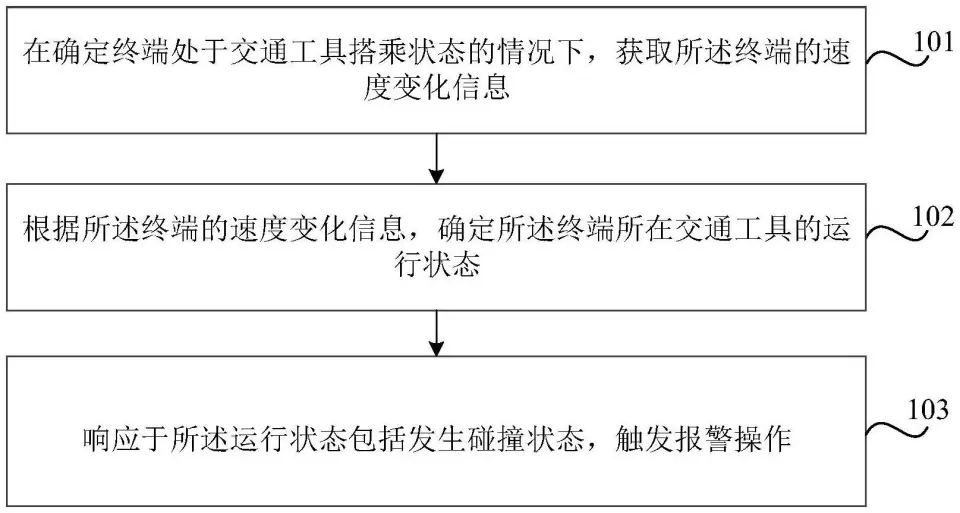 在确定终端处于交通工具搭乘状态的情况下，获取所述终端的速
度变化信息
101
根据所述终端的速度变化信息，确定所述终端所在交通工具的运
行状态
102
响应于所述运行状态包括发生碰撞状态，触发报警操作
103